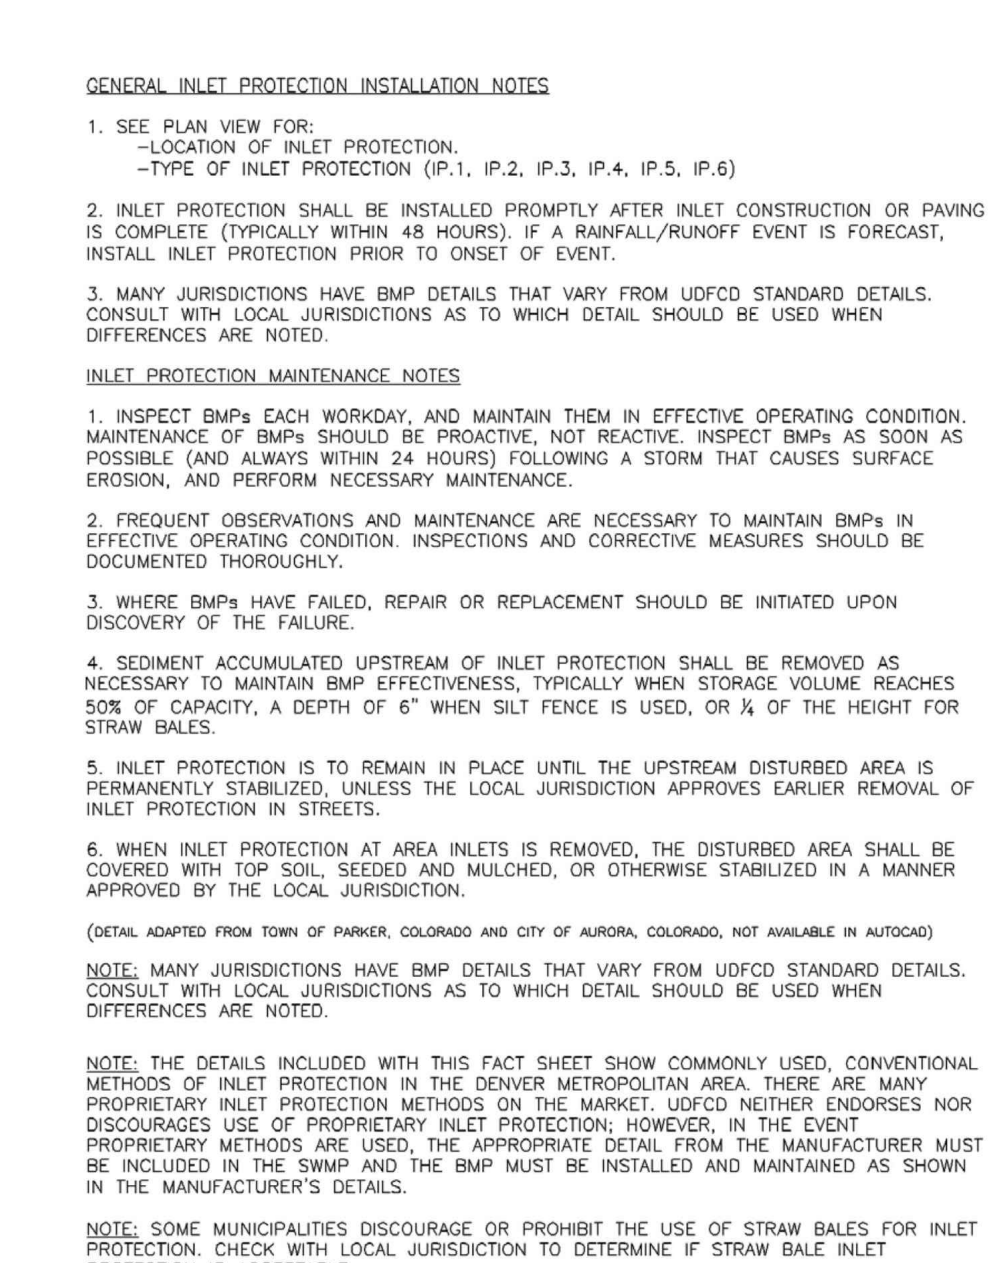 GENERAL INLET PROTECTION INSTALLATION NOTES
1. SEE PLAN VIEW FOR:
-LOCATION OF INLET PROTECTION.
-TYPE OF INLET PROTECTION (IP.1, IP.2, IP.3, IP.4, IP.5, IP.6)
2. INLET PROTECTION SHALL BE INSTALLED PROMPTLY AFTER INLET CONSTRUCTION OR PAVING
IS COMPLETE (TYPICALLY WITHIN 48 HOURS). IF A RAINFALL/RUNOFF EVENT IS FORECAST,
INSTALL INLET PROTECTION PRIOR TO ONSET OF EVENT.
3. MANY JURISDICTIONS HAVE BMP DETAILS THAT VARY FROM UDFCD STANDARD DETAILS.
CONSULT WITH LOCAL JURISDICTIONS AS TO WHICH DETAIL SHOULD BE USED WHEN
DIFFERENCES ARE NOTED.
INLET PROTECTION MAINTENANCE NOTES
1. INSPECT BMPs EACH WORKDAY, AND MAINTAIN THEM IN EFFECTIVE OPERATING CONDITION.
MAINTENANCE OF BMPs SHOULD BE PROACTIVE, NOT REACTIVE. INSPECT BMPs AS SOON AS
POSSIBLE (AND ALWAYS WITHIN 24 HOURS) FOLLOWING A STORM THAT CAUSES SURFACE
EROSION, AND PERFORM NECESSARY MAINTENANCE.
2. FREQUENT OBSERVATIONS AND MAINTENANCE ARE NECESSARY TO MAINTAIN BMPs IN
EFFECTIVE OPERATING CONDITION. INSPECTIONS AND CORRECTIVE MEASURES SHOULD BE
DOCUMENTED THOROUGHLY.
3. WHERE BMPs HAVE FAILED, REPAIR OR REPLACEMENT SHOULD BE INITIATED UPON
DISCOVERY OF THE FAILURE.
4. SEDIMENT ACCUMULATED UPSTREAM OF INLET PROTECTION SHALL BE REMOVED AS
NECESSARY TO MAINTAIN BMP EFFECTIVENESS, TYPICALLY WHEN STORAGE VOLUME REACHES
50% OF CAPACITY, A DEPTH OF 6" WHEN SILT FENCE IS USED, OR ¼ OF THE HEIGHT FOR
STRAW BALES.
5. INLET PROTECTION IS TO REMAIN IN PLACE UNTIL THE UPSTREAM DISTURBED AREA IS
PERMANENTLY STABILIZED, UNLESS THE LOCAL JURISDICTION APPROVES EARLIER REMOVAL OF
INLET PROTECTION IN STREETS.
6. WHEN INLET PROTECTION AT AREA INLETS IS REMOVED, THE DISTURBED AREA SHALL BE
COVERED WITH TOP SOIL, SEEDED AND MULCHED, OR OTHERWISE STABILIZED IN A MANNER
APPROVED BY THE LOCAL JURISDICTION.
(DETAIL ADAPTED FROM TOWN OF PARKER, COLORADO AND CITY OF AURORA, COLORADO, NOT AVAILABLE IN AUTOCAD)
NOTE: MANY JURISDICTIONS HAVE BMP DETAILS THAT VARY FROM UDFCD STANDARD DETAILS.
CONSULT WITH LOCAL JURISDICTIONS AS TO WHICH DETAIL SHOULD BE USED WHEN
DIFFERENCES ARE NOTED.
NOTE: THE DETAILS INCLUDED WITH THIS FACT SHEET SHOW COMMONLY USED, CONVENTIONAL
METHODS OF INLET PROTECTION IN THE DENVER METROPOLITAN AREA. THERE ARE MANY
PROPRIETARY INLET PROTECTION METHODS ON THE MARKET. UDFCD NEITHER ENDORSES NOR
DISCOURAGES USE OF PROPRIETARY INLET PROTECTION; HOWEVER, IN THE EVENT
PROPRIETARY METHODS ARE USED, THE APPROPRIATE DETAIL FROM THE MANUFACTURER MUST
BE INCLUDED IN THE SWMP AND THE BMP MUST BE INSTALLED AND MAINTAINED AS SHOWN
IN THE MANUFACTURER'S DETAILS.
NOTE: SOME MUNICIPALITIES DISCOURAGE OR PROHIBIT THE USE OF STRAW BALES FOR INLET
PROTECTION. CHECK WITH LOCAL JURISDICTION TO DETERMINE IF STRAW BALE INLET